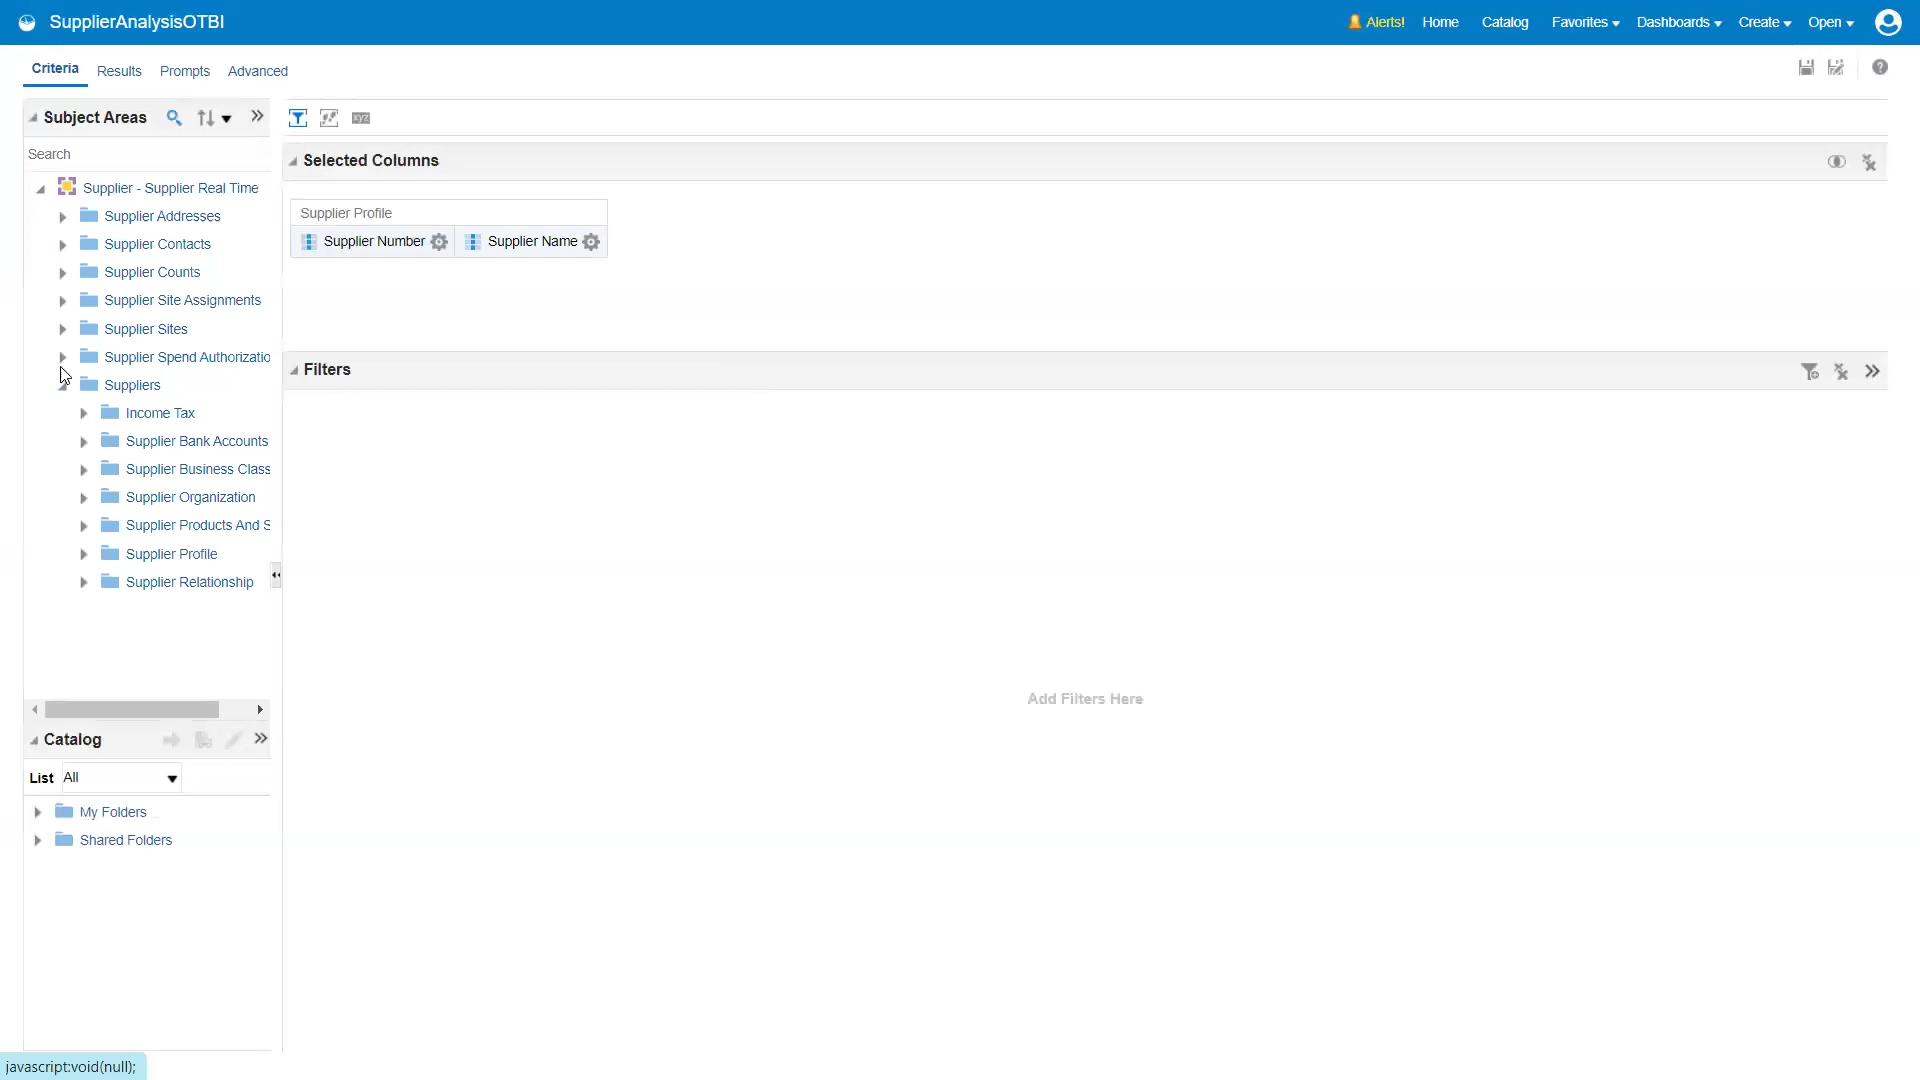 SupplierAnalysisOTBI
Alerts! Home Catalog Favorites Dashboards Create Open
Criteria Results Prompts Advanced
Subject Areas
Search
Supplier - Supplier Real Time
Supplier Addresses
Supplier Contacts
Supplier Counts
Supplier Site Assignments
Supplier Sites
Supplier Spend Authorizatio
Suppliers
Income Tax
Supplier Bank Accounts
Supplier Business Class
Supplier Organization
Supplier Products And S
Supplier Profile
Supplier Relationship
xyz
Selected Columns
Supplier Profile
Supplier Number Supplier Name
Filters
Add Filters Here
Catalog
List All
My Folders
Shared Folders
javascript:void(null);